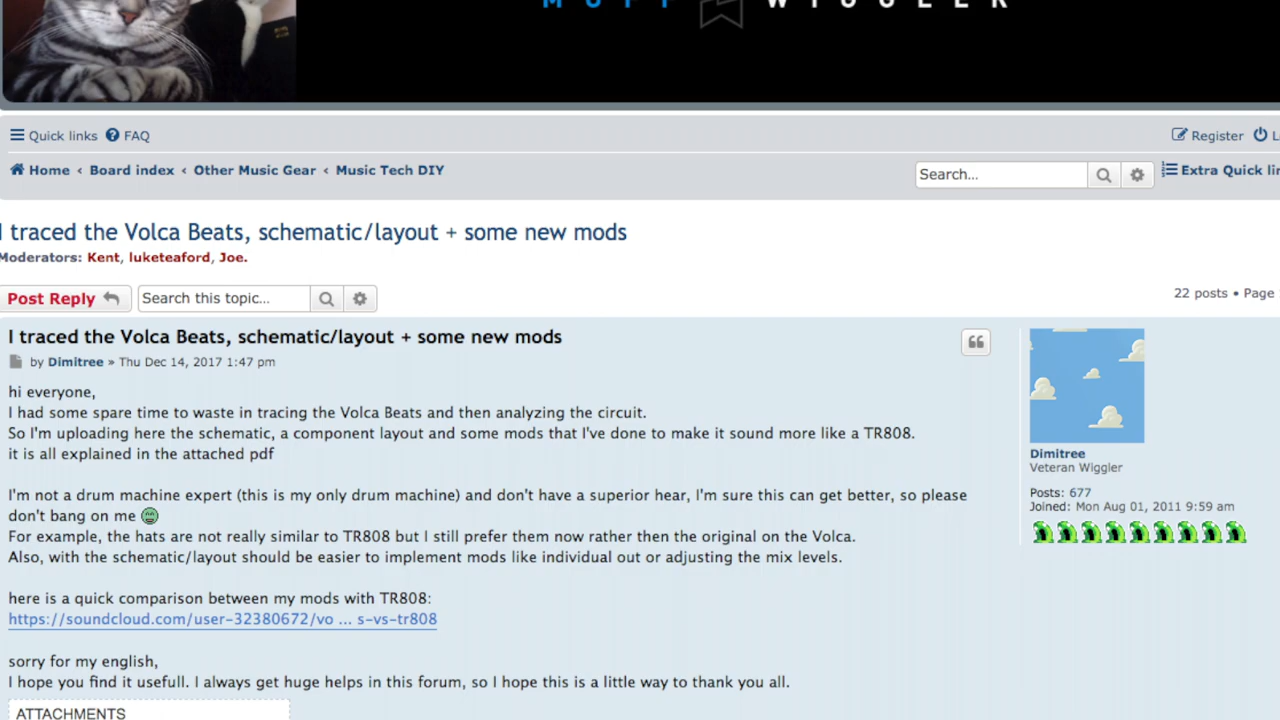 MUFF WIGGLER
Quick links FAQ Register
Home ‹ Board index ‹ Other Music Gear ‹ Music Tech DIY Search... Extra Quick
I traced the Volca Beats, schematic/layout + some new mods
Moderators: Kent, luketeaford, Joe.
Post Reply Search this topic... 22 posts • Page
I traced the Volca Beats, schematic/layout + some new mods
by Dimitree » Thu Dec 14, 2017 1:47 pm
hi everyone,
I had some spare time to waste in tracing the Volca Beats and then analyzing the circuit.
So I'm uploading here the schematic, a component layout and some mods that I've done to make it sound more like a TR808.
it is all explained in the attached pdf
I'm not a drum machine expert (this is my only drum machine) and don't have a superior hear, I'm sure this can get better, so please
don't bang on me
For example, the hats are not really similar to TR808 but I still prefer them now rather then the original on the Volca.
Also, with the schematic/layout should be easier to implement mods like individual out or adjusting the mix levels.
here is a quick comparison between my mods with TR808:
https://soundcloud.com/user-32380672/vo ... s-vs-tr808
sorry for my english,
I hope you find it usefull. I always get huge helps in this forum, so I hope this is a little way to thank you all.
ATTACHMENTS
Dimitree
Veteran Wiggler
Posts: 677
Joined: Mon Aug 01, 2011 9:59 am